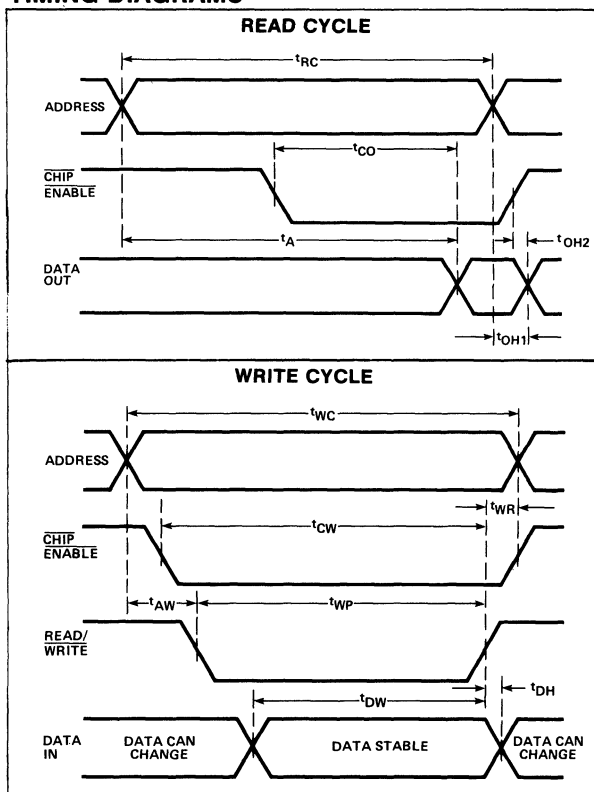 TIMING DIAGRAMS
READ CYCLE
tRC
ADDRESS
tCO
CHIP
ENABLE
tA
tOH2
DATA
OUT
tOH1
WRITE CYCLE
tWC
ADDRESS
tWR
tCW
CHIP
ENABLE
tAW
tWP
READ/
WRITE
tDW
tDH
DATA
IN
DATA CAN
CHANGE
DATA STABLE
DATA CAN
CHANGE